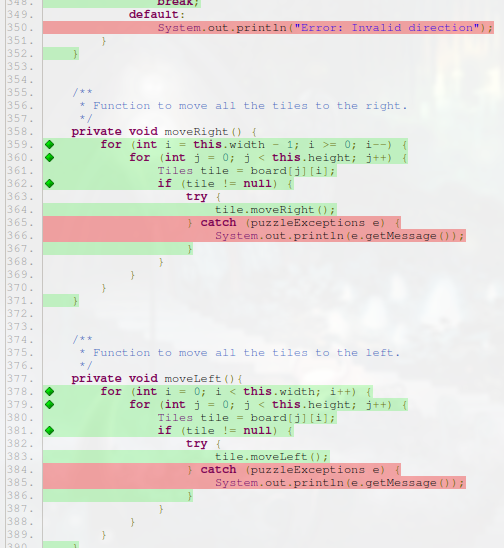 348. break;
349. default:
350. System.out.println("Error: Invalid direction");
351. }
352. }
353.
354.
355. /**
356. * Function to move all the tiles to the right.
357. */
358. private void moveRight() {
359. for (int i = this.width - 1; i >= 0; i--) {
360. for (int j = 0; j < this.height; j++) {
361. Tiles tile = board[j][i];
362. if (tile != null) {
363. try {
364. tile.moveRight();
365. } catch (puzzleExceptions e) {
366. System.out.println(e.getMessage());
367. }
368. }
369. }
370. }
371. }
372.
373.
374. /**
375. * Function to move all the tiles to the left.
376. */
377. private void moveLeft(){
378. for (int i = 0; i < this.width; i++) {
379. for (int j = 0; j < this.height; j++) {
380. Tiles tile = board[j][i];
381. if (tile != null) {
382. try {
383. tile.moveLeft();
384. } catch (puzzleExceptions e) {
385. System.out.println(e.getMessage());
386. }
387. }
388. }
389. }
390. }